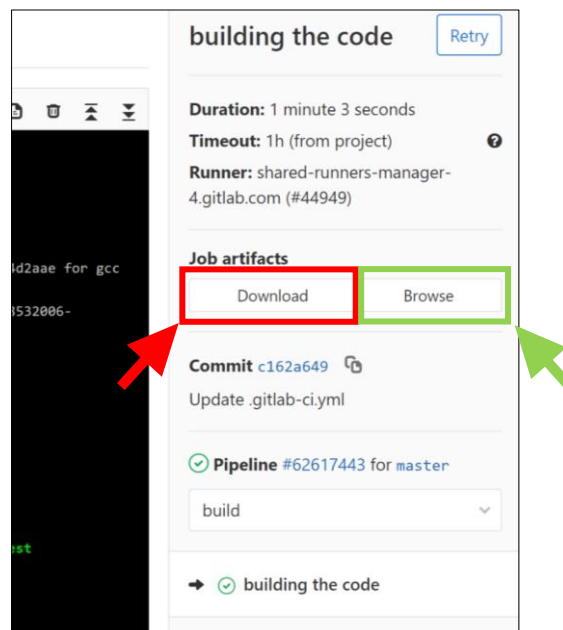 building the code
Retry
Duration: 1 minute 3 seconds
Timeout: 1h (from project)
Runner: shared-runners-manager-
4.gitlab.com (#44949)
d2aae for gcc
Job artifacts
Download
Browse
3532006-
Commit c162a649
Update .gitlab-ci.yml
Pipeline #62617443 for master
build
est
building the code